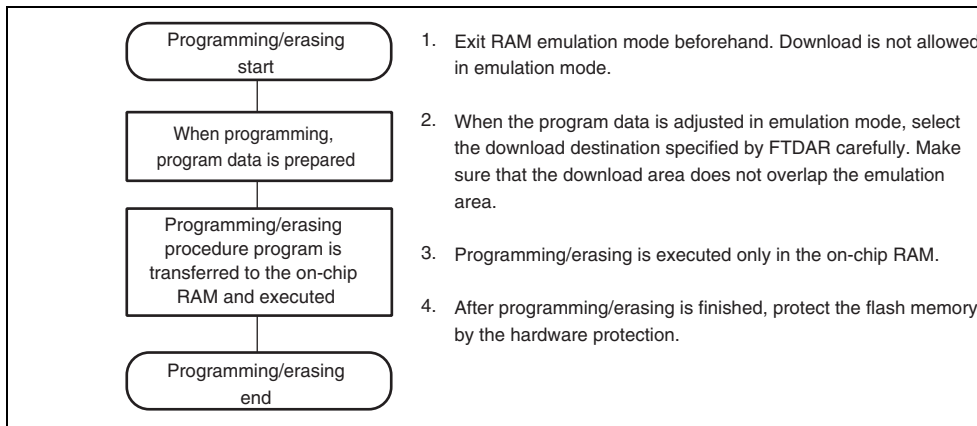 Programming/erasing
start
When programming,
program data is prepared
Programming/erasing
procedure program is
transferred to the on-chip
RAM and executed
Programming/erasing
end
1. Exit RAM emulation mode beforehand. Download is not allowed
in emulation mode.
2. When the program data is adjusted in emulation mode, select
the download destination specified by FTDAR carefully. Make
sure that the download area does not overlap the emulation
area.
3. Programming/erasing is executed only in the on-chip RAM.
4. After programming/erasing is finished, protect the flash memory
by the hardware protection.